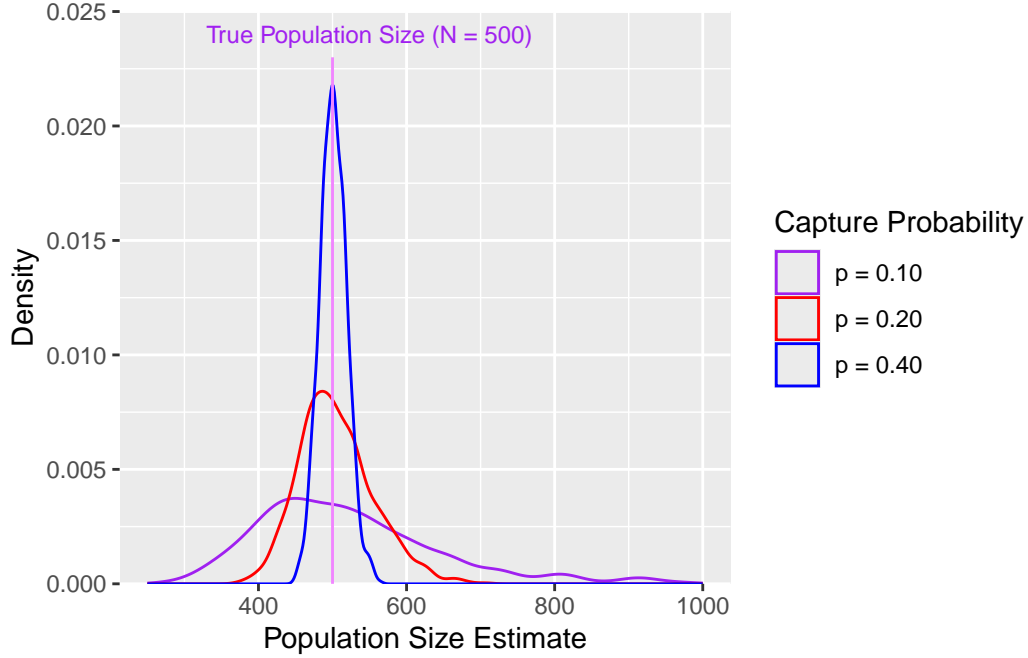 True Population Size (N = 500)
0.025
0.020
0.015
0.010
0.005
0.000
Density
400 600 800 1000
Population Size Estimate
Capture Probability
p = 0.10
p = 0.20
p = 0.40